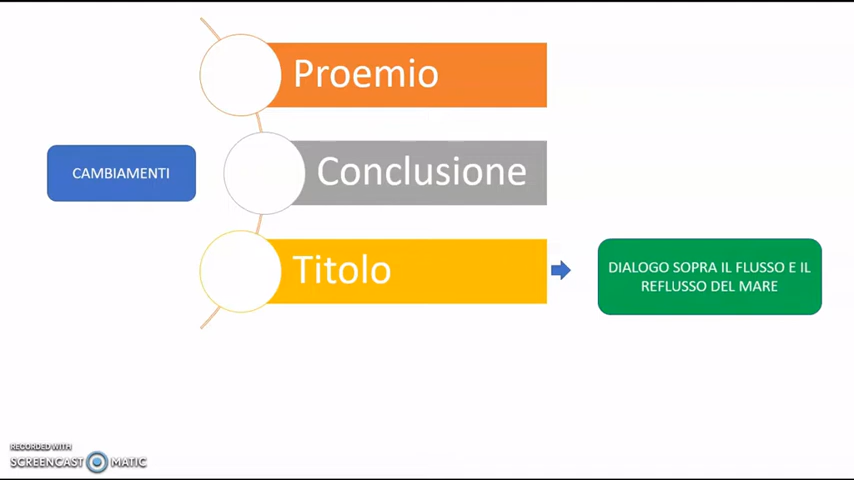 Proemio
CAMBIAMENTI
Conclusione
Titolo
DIALOGO SOPRA IL FLUSSO E IL
REFLUSSO DEL MARE
RECORDED WITH
SCREENCAST MATIC